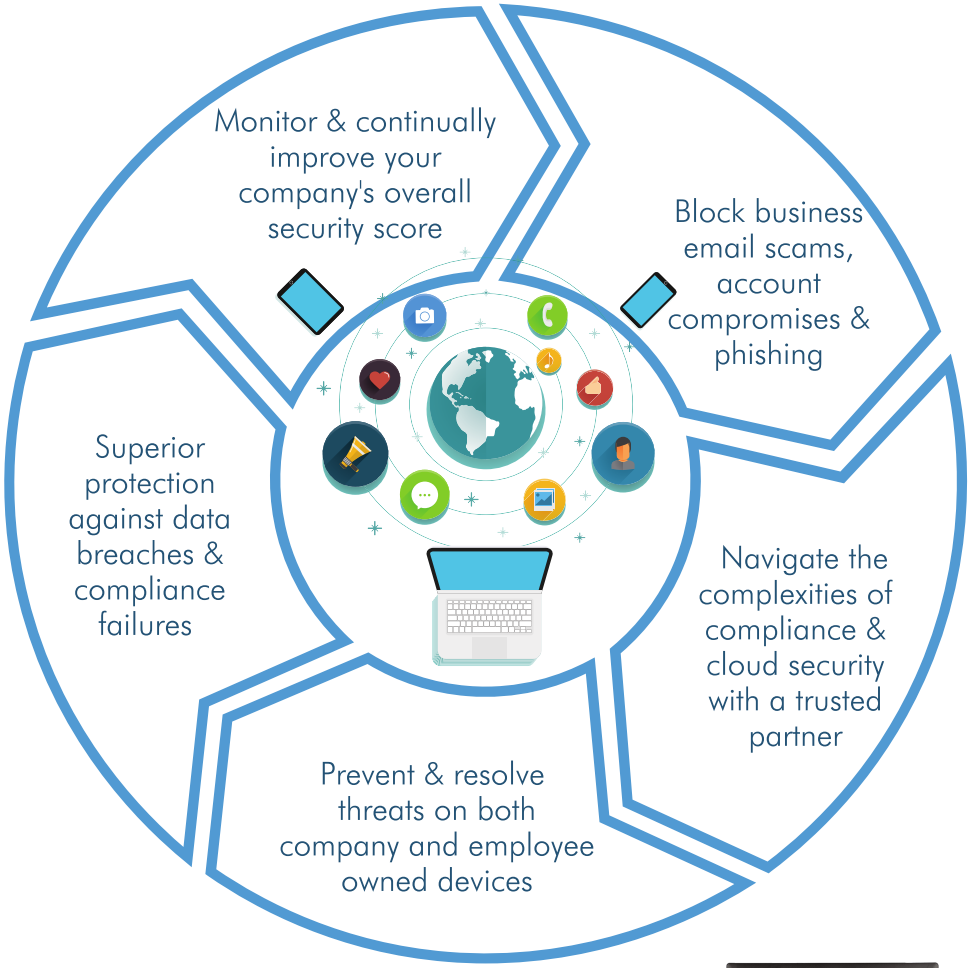 Monitor & continually
improve your
company's overall
security score
Block business
email scams,
account
compromises &
phishing
Navigate the
complexities of
compliance &
cloud security
with a trusted
partner
Prevent & resolve
threats on both
company and employee
owned devices
Superior
protection
against data
breaches &
compliance
failures